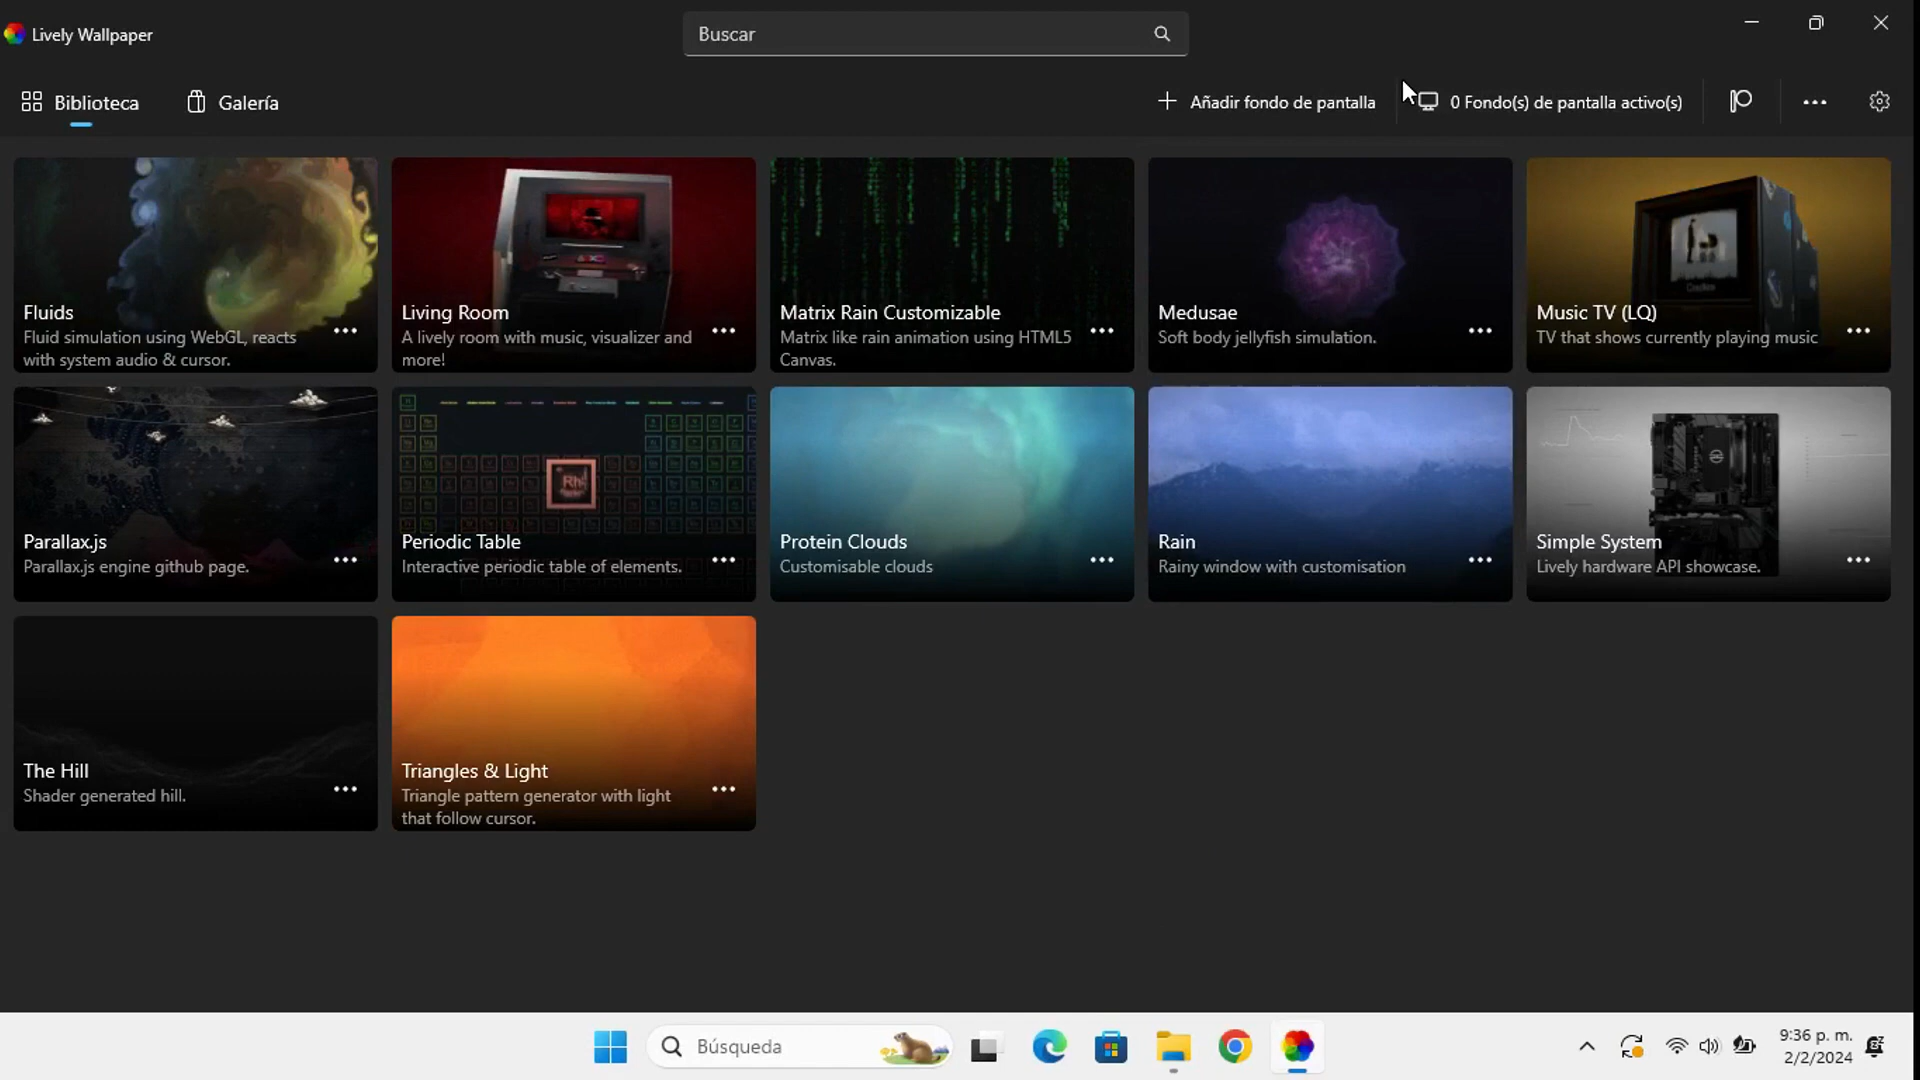 Lively Wallpaper
Buscar
Biblioteca
Galería
Añadir fondo de pantalla
0 Fondo(s) de pantalla activo(s)
Fluids
Fluid simulation using WebGL, reacts
with system audio & cursor.
Living Room
A lively room with music, visualizer and
more!
Matrix Rain Customizable
Matrix like rain animation using HTML5
Canvas.
Medusae
Soft body jellyfish simulation.
Music TV (LQ)
TV that shows currently playing music
Parallax.js
Parallax.js engine github page.
Rh
Periodic Table
Interactive periodic table of elements.
Protein Clouds
Customisable clouds
Rain
Rainy window with customisation
Simple System
Lively hardware API showcase.
The Hill
Shader generated hill.
Triangles & Light
Triangle pattern generator with light
that follow cursor.
Búsqueda
9:36 p. m.
2/2/2024